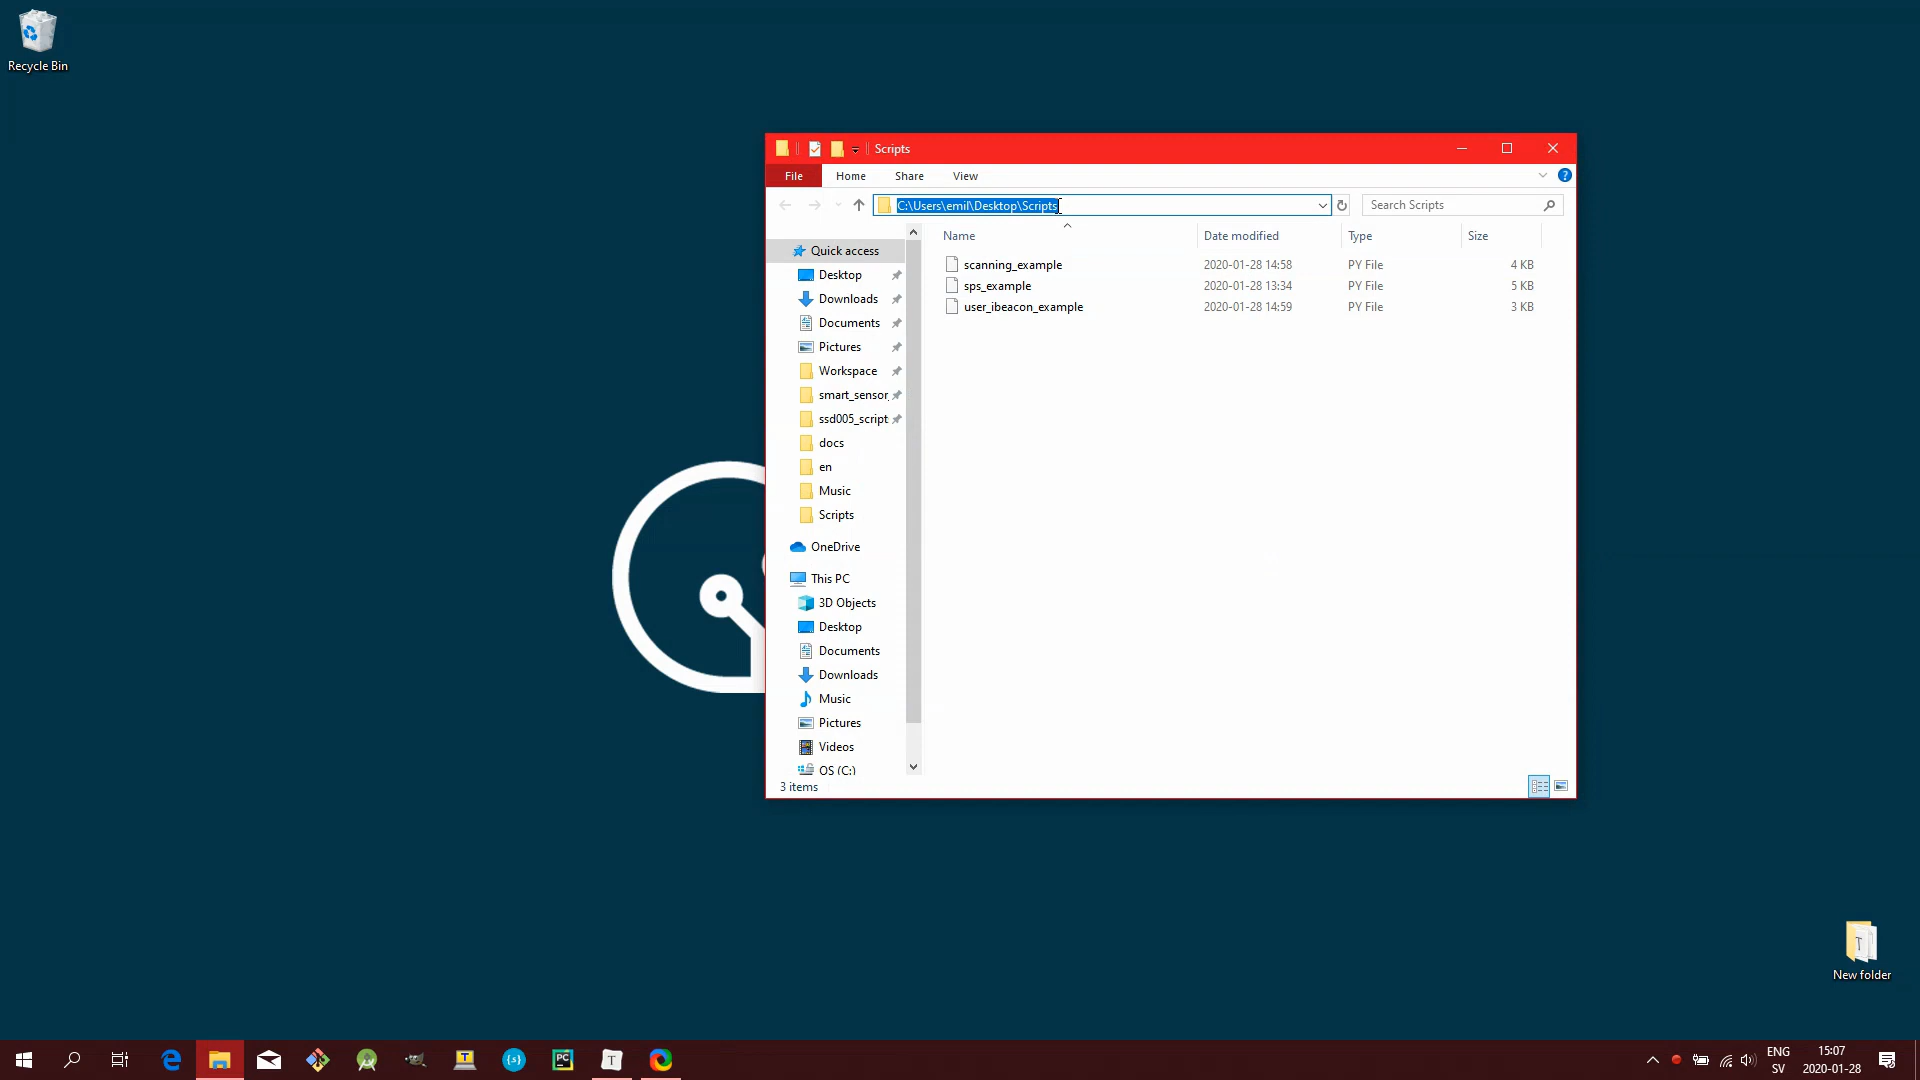 Recycle Bin
Scripts
File Home Share View
C:\Users\emil\Desktop\Scripts
Search Scripts
Name Date modified Type Size
scanning_example 2020-01-28 14:58 PY File 4 KB
sps_example 2020-01-28 13:34 PY File 5 KB
user_ibeacon_example 2020-01-28 14:59 PY File 3 KB
Quick access
Desktop
Downloads
Documents
Pictures
Workspace
smart_sensor
ssd005_script
docs
en
Music
Scripts
OneDrive
This PC
3D Objects
Desktop
Documents
Downloads
Music
Pictures
Videos
OS (C:)
3 items
New folder
T
{s}
PC
T
ENG
SV
15:07
2020-01-28